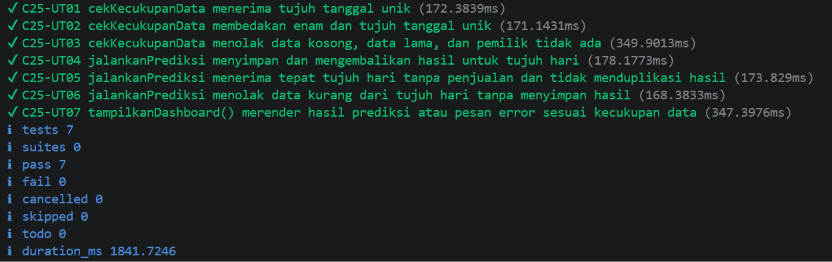 ✓ C25-UT01 cekKecukupanData menerima tujuh tanggal unik (172.3839ms)
✓ C25-UT02 cekKecukupanData membedakan enam dan tujuh tanggal unik (171.1431ms)
✓ C25-UT03 cekKecukupanData menolak data kosong, data lama, dan pemilik tidak ada (349.9013ms)
✓ C25-UT04 jalankanPrediksi menyimpan dan mengembalikan hasil untuk tujuh hari (178.1773ms)
✓ C25-UT05 jalankanPrediksi menerima tepat tujuh hari tanpa penjualan dan tidak menduplikasi hasil (173.829ms)
✓ C25-UT06 jalankanPrediksi menolak data kurang dari tujuh hari tanpa menyimpan hasil (168.3833ms)
✓ C25-UT07 tampilkanDashboard() merender hasil prediksi atau pesan error sesuai kecukupan data (347.3976ms)
ℹ tests 7
ℹ suites 0
ℹ pass 7
ℹ fail 0
ℹ cancelled 0
ℹ skipped 0
ℹ todo 0
ℹ duration_ms 1841.7246